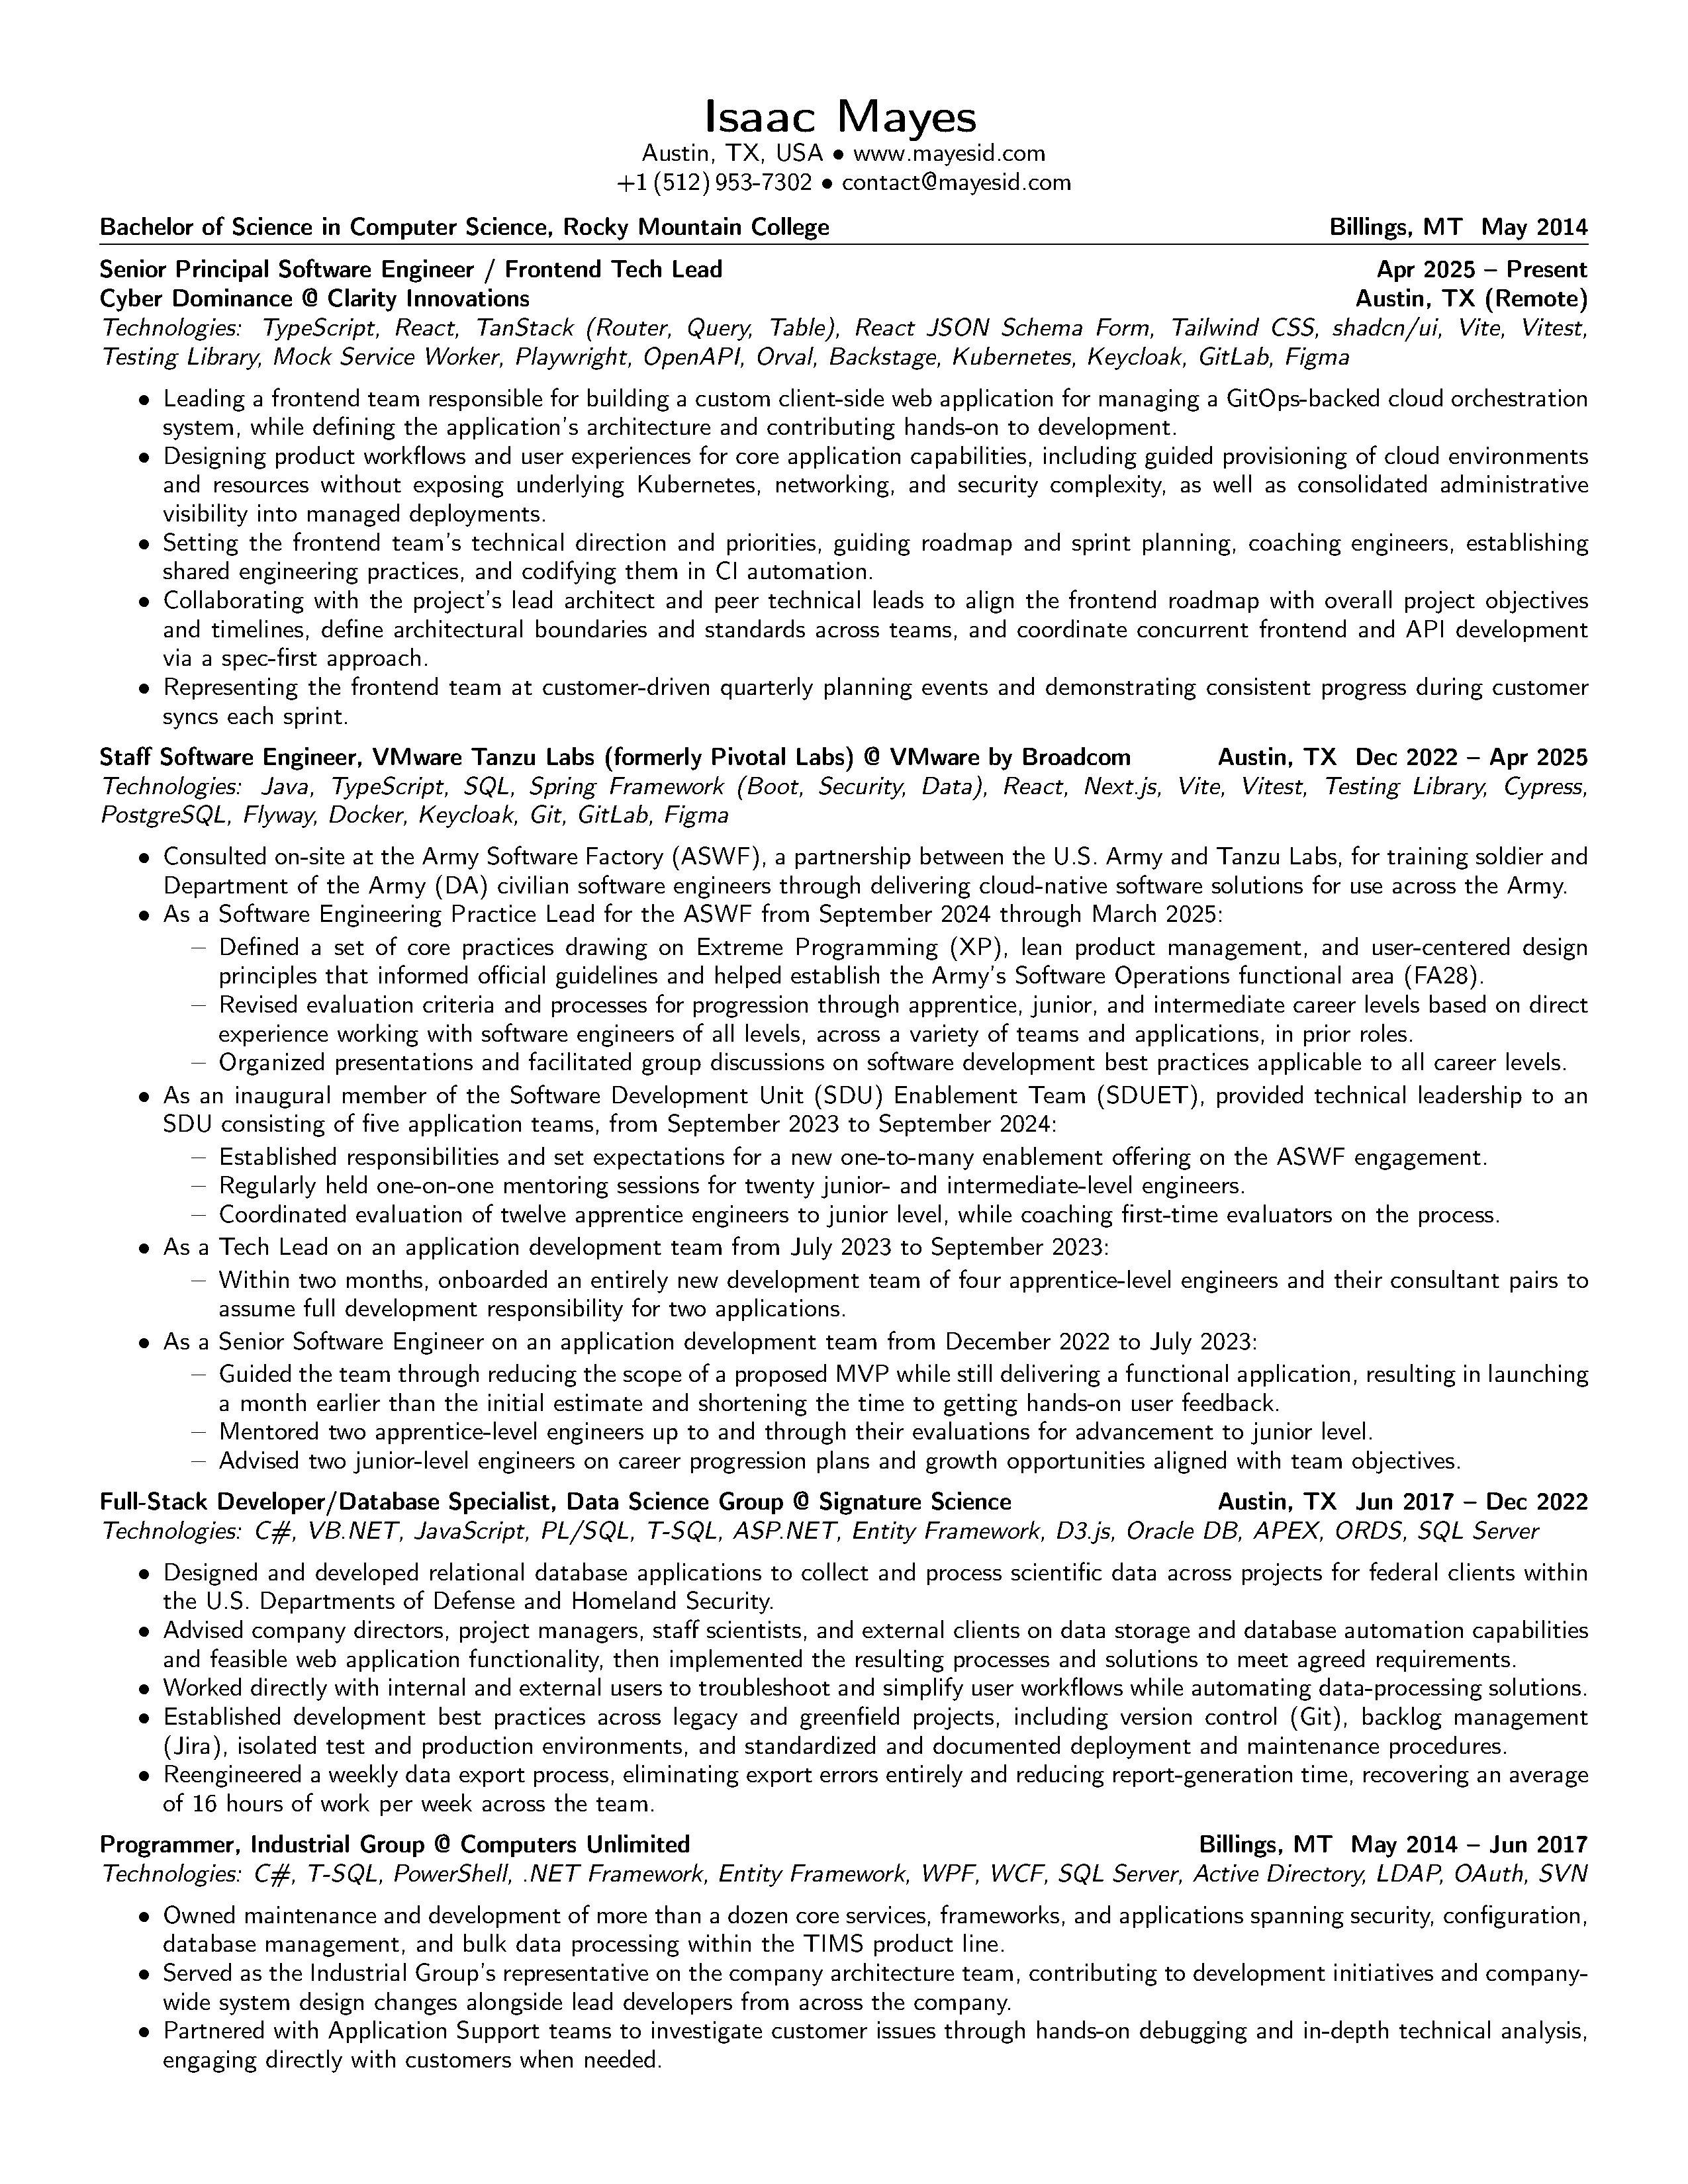 Isaac Mayes
Austin, TX, USA • www.mayesid.com
+1 (512) 953-7302 • contact@mayesid.com
Bachelor of Science in Computer Science, Rocky Mountain College Billings, MT May 2014
Senior Principal Software Engineer / Frontend Tech Lead Apr 2025 – Present
Cyber Dominance @ Clarity Innovations Austin, TX (Remote)
Technologies: TypeScript, React, TanStack (Router, Query, Table), React JSON Schema Form, Tailwind CSS, shadcn/ui, Vite, Vitest,
Testing Library, Mock Service Worker, Playwright, OpenAPI, Orval, Backstage, Kubernetes, Keycloak, GitLab, Figma
• Leading a frontend team responsible for building a custom client-side web application for managing a GitOps-backed cloud orchestration
system, while defining the application's architecture and contributing hands-on to development.
• Designing product workflows and user experiences for core application capabilities, including guided provisioning of cloud environments
and resources without exposing underlying Kubernetes, networking, and security complexity, as well as consolidated administrative
visibility into managed deployments.
• Setting the frontend team's technical direction and priorities, guiding roadmap and sprint planning, coaching engineers, establishing
shared engineering practices, and codifying them in CI automation.
• Collaborating with the project's lead architect and peer technical leads to align the frontend roadmap with overall project objectives
and timelines, define architectural boundaries and standards across teams, and coordinate concurrent frontend and API development
via a spec-first approach.
• Representing the frontend team at customer-driven quarterly planning events and demonstrating consistent progress during customer
syncs each sprint.
Staff Software Engineer, VMware Tanzu Labs (formerly Pivotal Labs) @ VMware by Broadcom Austin, TX Dec 2022 – Apr 2025
Technologies: Java, TypeScript, SQL, Spring Framework (Boot, Security, Data), React, Next.js, Vite, Vitest, Testing Library, Cypress,
PostgreSQL, Flyway, Docker, Keycloak, Git, GitLab, Figma
• Consulted on-site at the Army Software Factory (ASWF), a partnership between the U.S. Army and Tanzu Labs, for training soldier and
Department of the Army (DA) civilian software engineers through delivering cloud-native software solutions for use across the Army.
• As a Software Engineering Practice Lead for the ASWF from September 2024 through March 2025:
– Defined a set of core practices drawing on Extreme Programming (XP), lean product management, and user-centered design
principles that informed official guidelines and helped establish the Army's Software Operations functional area (FA28).
– Revised evaluation criteria and processes for progression through apprentice, junior, and intermediate career levels based on direct
experience working with software engineers of all levels, across a variety of teams and applications, in prior roles.
– Organized presentations and facilitated group discussions on software development best practices applicable to all career levels.
• As an inaugural member of the Software Development Unit (SDU) Enablement Team (SDUET), provided technical leadership to an
SDU consisting of five application teams, from September 2023 to September 2024:
– Established responsibilities and set expectations for a new one-to-many enablement offering on the ASWF engagement.
– Regularly held one-on-one mentoring sessions for twenty junior- and intermediate-level engineers.
– Coordinated evaluation of twelve apprentice engineers to junior level, while coaching first-time evaluators on the process.
• As a Tech Lead on an application development team from July 2023 to September 2023:
– Within two months, onboarded an entirely new development team of four apprentice-level engineers and their consultant pairs to
assume full development responsibility for two applications.
• As a Senior Software Engineer on an application development team from December 2022 to July 2023:
– Guided the team through reducing the scope of a proposed MVP while still delivering a functional application, resulting in launching
a month earlier than the initial estimate and shortening the time to getting hands-on user feedback.
– Mentored two apprentice-level engineers up to and through their evaluations for advancement to junior level.
– Advised two junior-level engineers on career progression plans and growth opportunities aligned with team objectives.
Full-Stack Developer/Database Specialist, Data Science Group @ Signature Science Austin, TX Jun 2017 – Dec 2022
Technologies: C#, VB.NET, JavaScript, PL/SQL, T-SQL, ASP.NET, Entity Framework, D3.js, Oracle DB, APEX, ORDS, SQL Server
• Designed and developed relational database applications to collect and process scientific data across projects for federal clients within
the U.S. Departments of Defense and Homeland Security.
• Advised company directors, project managers, staff scientists, and external clients on data storage and database automation capabilities
and feasible web application functionality, then implemented the resulting processes and solutions to meet agreed requirements.
• Worked directly with internal and external users to troubleshoot and simplify user workflows while automating data-processing solutions.
• Established development best practices across legacy and greenfield projects, including version control (Git), backlog management
(Jira), isolated test and production environments, and standardized and documented deployment and maintenance procedures.
• Reengineered a weekly data export process, eliminating export errors entirely and reducing report-generation time, recovering an average
of 16 hours of work per week across the team.
Programmer, Industrial Group @ Computers Unlimited Billings, MT May 2014 – Jun 2017
Technologies: C#, T-SQL, PowerShell, .NET Framework, Entity Framework, WPF, WCF, SQL Server, Active Directory, LDAP, OAuth, SVN
• Owned maintenance and development of more than a dozen core services, frameworks, and applications spanning security, configuration,
database management, and bulk data processing within the TIMS product line.
• Served as the Industrial Group's representative on the company architecture team, contributing to development initiatives and company-
wide system design changes alongside lead developers from across the company.
• Partnered with Application Support teams to investigate customer issues through hands-on debugging and in-depth technical analysis,
engaging directly with customers when needed.